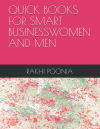 QUICK BOOKS
FOR SMART
BUSINESSWOMEN
AND MEN
RAKHI POONIA